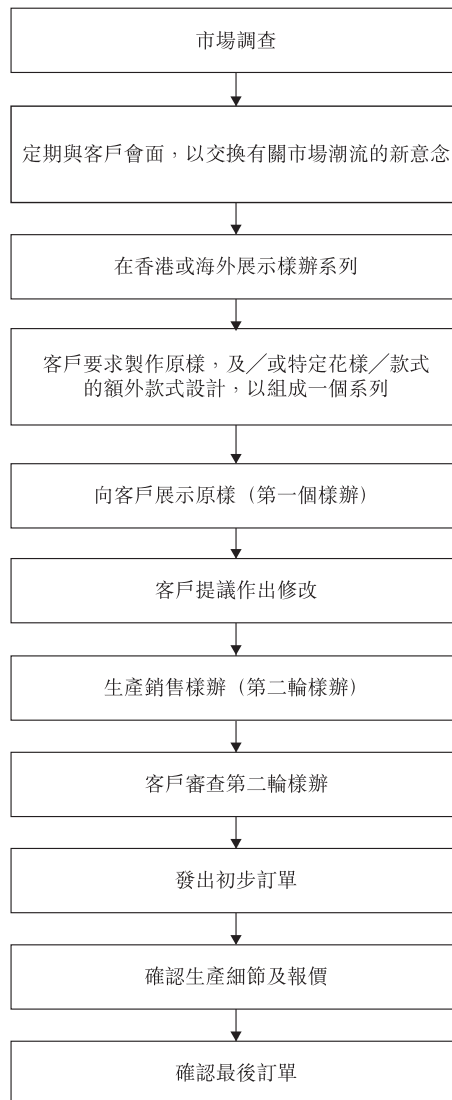 市場調查
定期與客戶會面，以交換有關市場潮流的新意念
在香港或海外展示樣辦系列
客戶要求製作原樣，及╱或特定花樣╱款式
的額外款式設計，以組成一個系列
向客戶展示原樣（第一個樣辦）
客戶提議作出修改
生產銷售樣辦（第二輪樣辦）
客戶審查第二輪樣辦
發出初步訂單
確認生產細節及報價
確認最後訂單